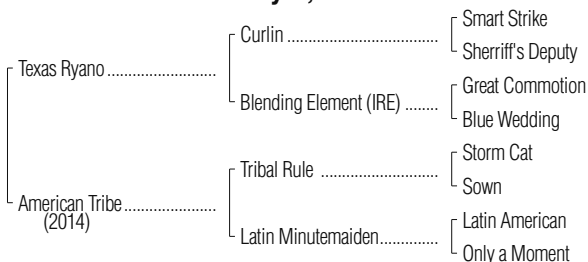 Smart Strike
Curlin
Sherriff's Deputy
Texas Ryano
Great Commotion
Blending Element (IRE)
Blue Wedding
Storm Cat
Tribal Rule
Sown
American Tribe
(2014)
Latin American
Latin Minutemaiden
Only a Moment